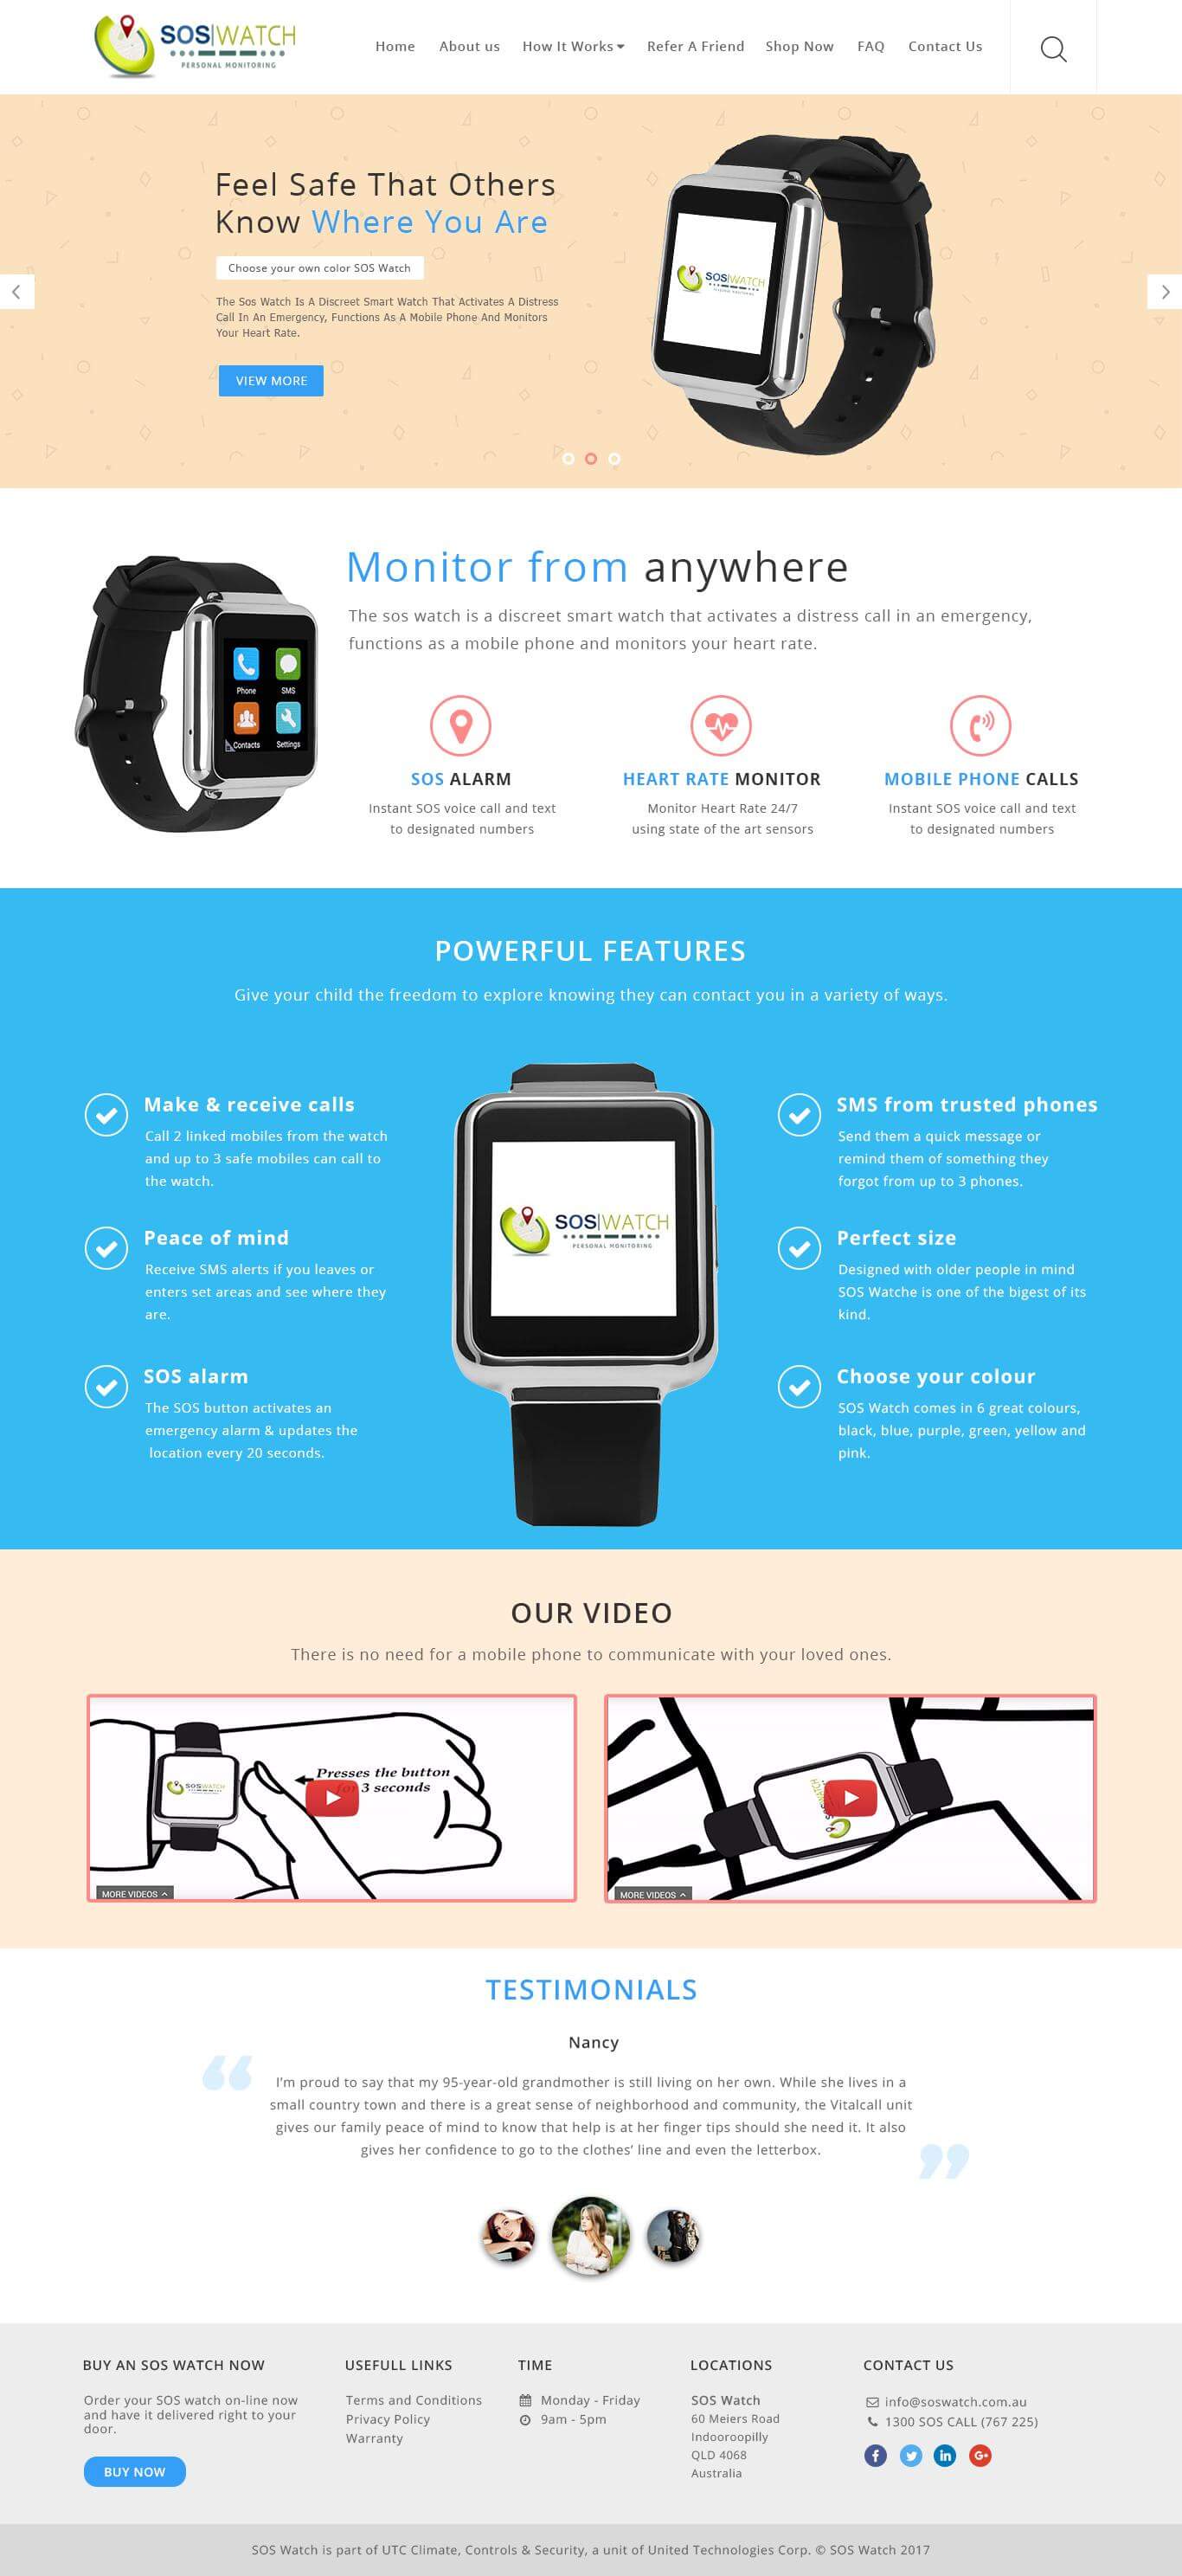 SOS|WATCH
PERSONAL MONITORING
Home About us How It Works Refer A Friend Shop Now FAQ Contact Us
Feel Safe That Others
Know Where You Are
Choose your own color SOS Watch
The Sos Watch Is A Discreet Smart Watch That Activates A Distress
Call In An Emergency, Functions As A Mobile Phone And Monitors
Your Heart Rate.
VIEW MORE
SOS|WATCH
PERSONAL MONITORING
Monitor from anywhere
The sos watch is a discreet smart watch that activates a distress call in an emergency,
functions as a mobile phone and monitors your heart rate.
Phone SMS
Contacts Settings
SOS ALARM
Instant SOS voice call and text
to designated numbers
HEART RATE MONITOR
Monitor Heart Rate 24/7
using state of the art sensors
MOBILE PHONE CALLS
Instant SOS voice call and text
to designated numbers
POWERFUL FEATURES
Give your child the freedom to explore knowing they can contact you in a variety of ways.
Make & receive calls
Call 2 linked mobiles from the watch
and up to 3 safe mobiles can call to
the watch.
Peace of mind
Receive SMS alerts if you leaves or
enters set areas and see where they
are.
SOS alarm
The SOS button activates an
emergency alarm & updates the
location every 20 seconds.
SOS|WATCH
PERSONAL MONITORING
SMS from trusted phones
Send them a quick message or
remind them of something they
forgot from up to 3 phones.
Perfect size
Designed with older people in mind
SOS Watche is one of the bigest of its
kind.
Choose your colour
SOS Watch comes in 6 great colours,
black, blue, purple, green, yellow and
pink.
OUR VIDEO
There is no need for a mobile phone to communicate with your loved ones.
SOS|WATCH
Presses the button
for 3 seconds
MORE VIDEOS
SOS|WATCH
MORE VIDEOS
TESTIMONIALS
Nancy
“
I'm proud to say that my 95-year-old grandmother is still living on her own. While she lives in a
small country town and there is a great sense of neighborhood and community, the Vitalcall unit
gives our family peace of mind to know that help is at her finger tips should she need it. It also
gives her confidence to go to the clothes’ line and even the letterbox.
”
BUY AN SOS WATCH NOW
Order your SOS watch on-line now
and have it delivered right to your
door.
BUY NOW
USEFULL LINKS
Terms and Conditions
Privacy Policy
Warranty
TIME
Monday - Friday
9am - 5pm
LOCATIONS
SOS Watch
60 Meiers Road
Indooroopilly
QLD 4068
Australia
CONTACT US
info@soswatch.com.au
1300 SOS CALL (767 225)
f in G+
SOS Watch is part of UTC Climate, Controls & Security, a unit of United Technologies Corp. © SOS Watch 2017